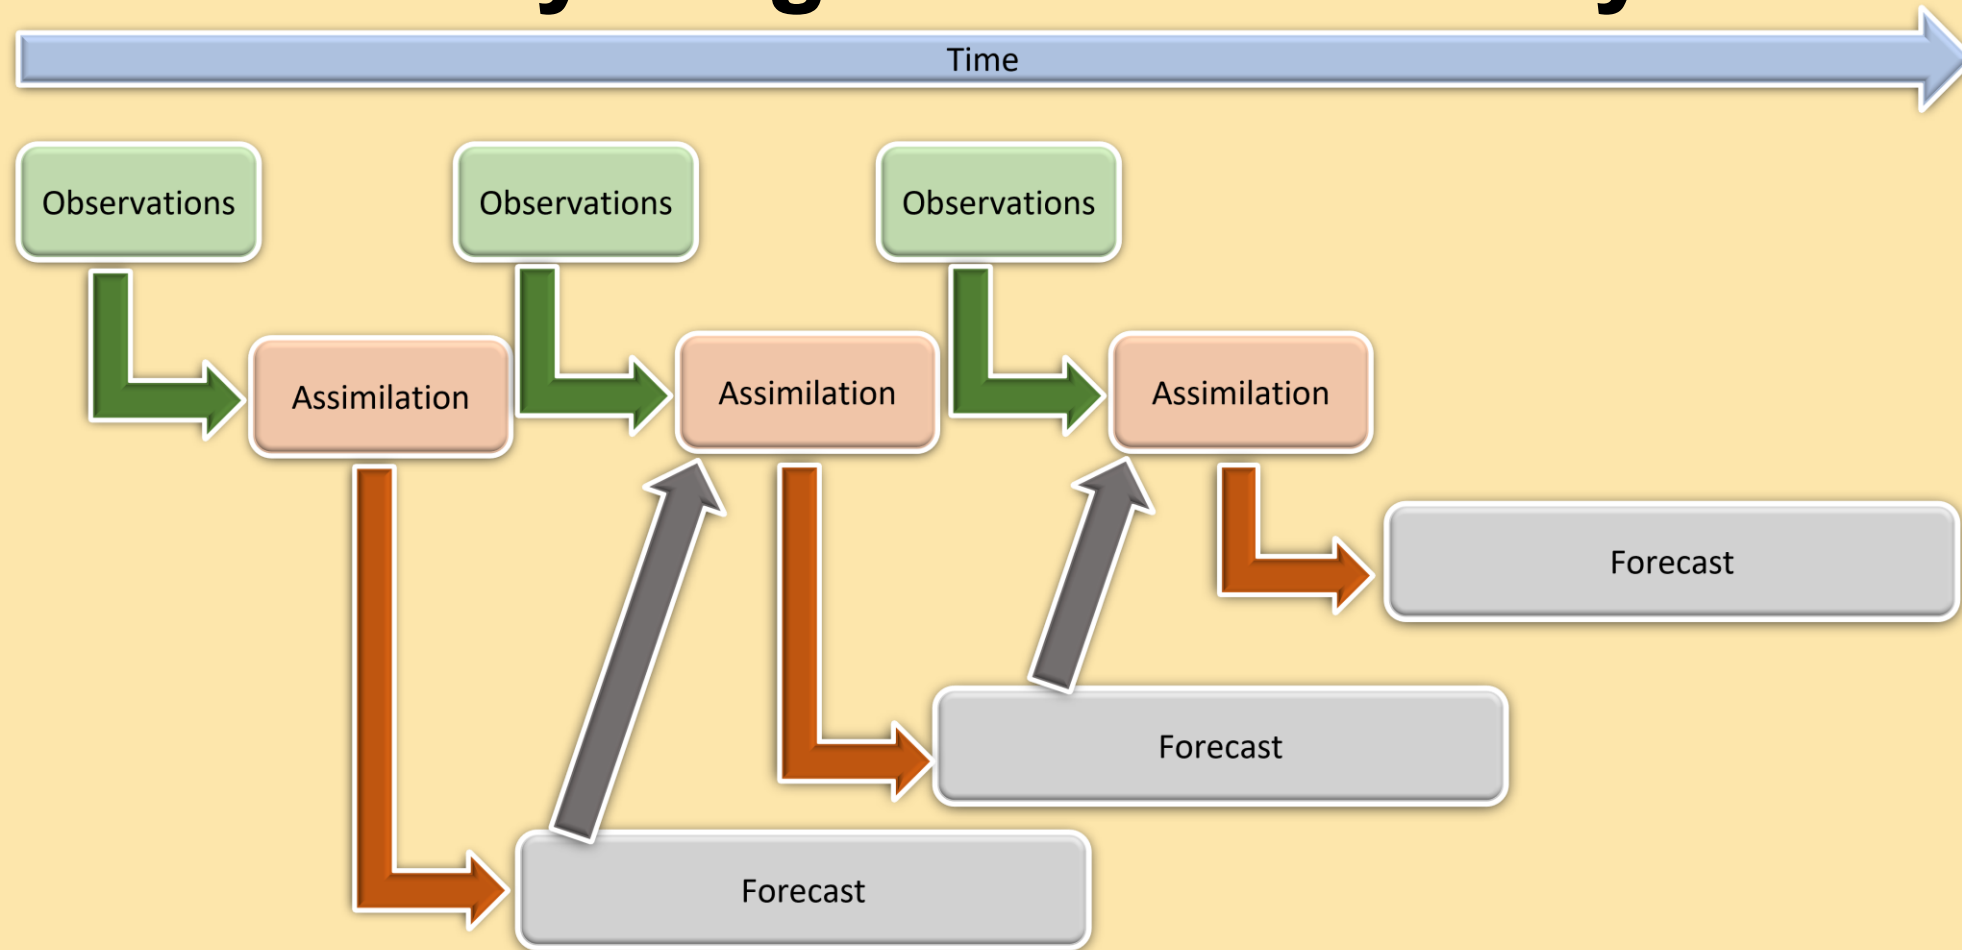 Time
Observations
Observations
Observations
Assimilation
Assimilation
Assimilation
Forecast
Forecast
Forecast